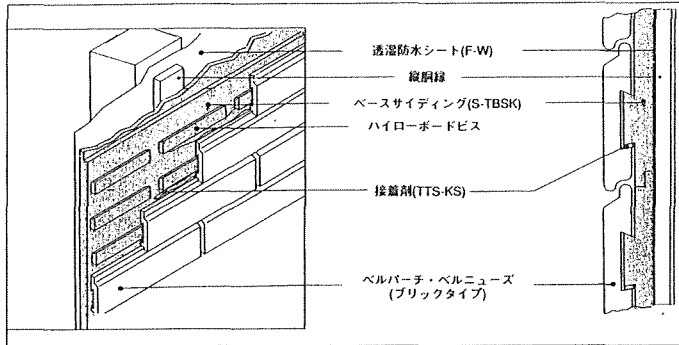 透湿防水シート(F-W)
縦胴縁
ベースサイディング(S-TBSK)
ハイローボードビス
接着剤(TTS-KS)
ベルパーチ・ベルニューズ
(ブリックタイプ)